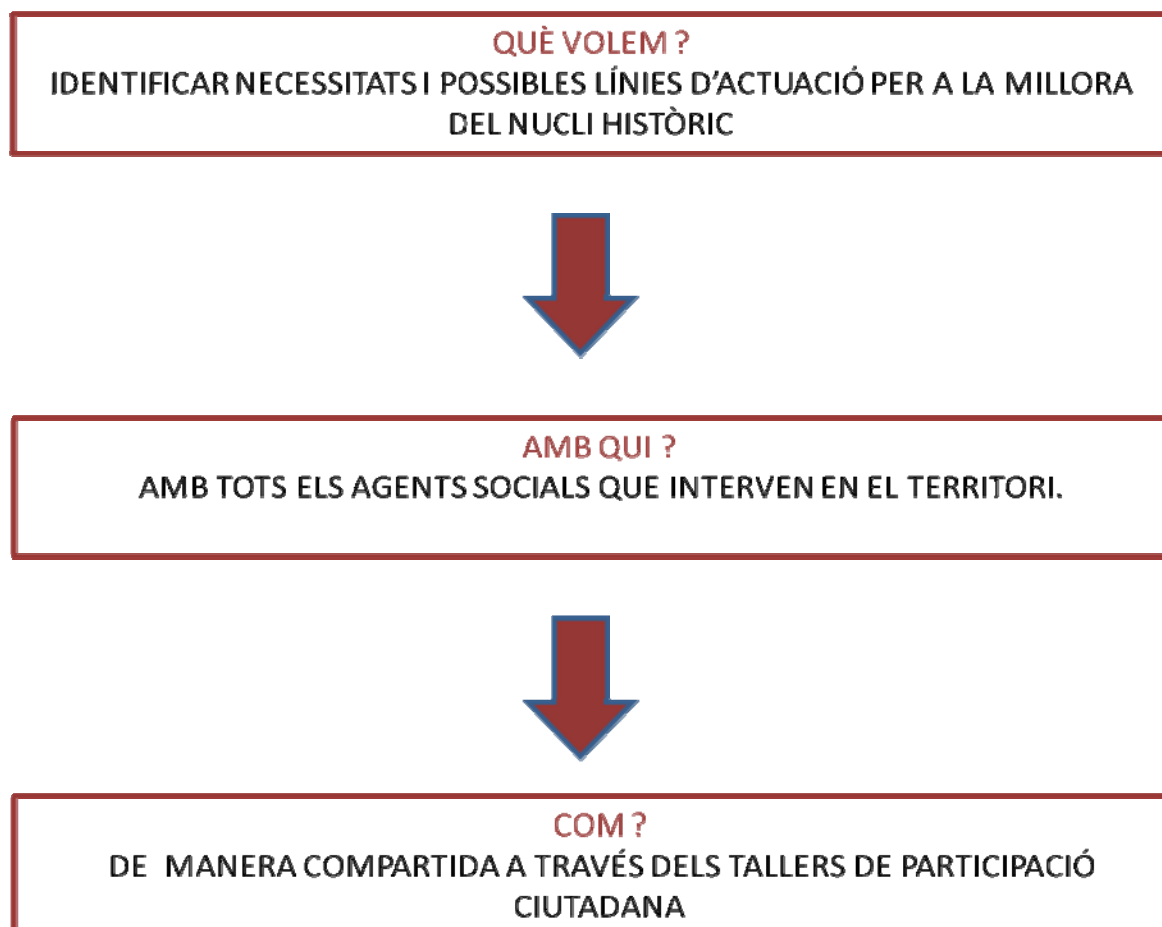 QUÈ VOLEM ?
IDENTIFICAR NECESSITATS I POSSIBLES LÍNIES D'ACTUACIÓ PER A LA MILLORA
DEL NUCLI HISTÒRIC
AMB QUI ?
AMB TOTS ELS AGENTS SOCIALS QUE INTERVEN EN EL TERRITORI.
COM ?
DE MANERA COMPARTIDA A TRAVÉS DELS TALLERS DE PARTICIPACIÓ
CIUTADANA